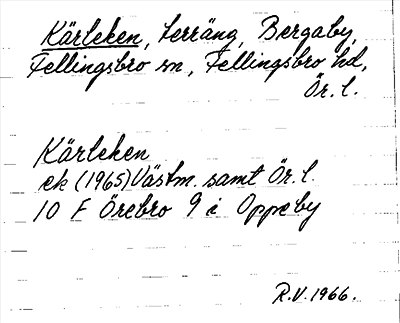 Kärleken, terräng, Bergaby,
Fellingsbro sn, Fellingsbro hd,
Ör. l.
Kärleken
ek (1965) Västm. samt Ör. l.
10 F Örebro 9 i Oppeby
R.V. 1966.